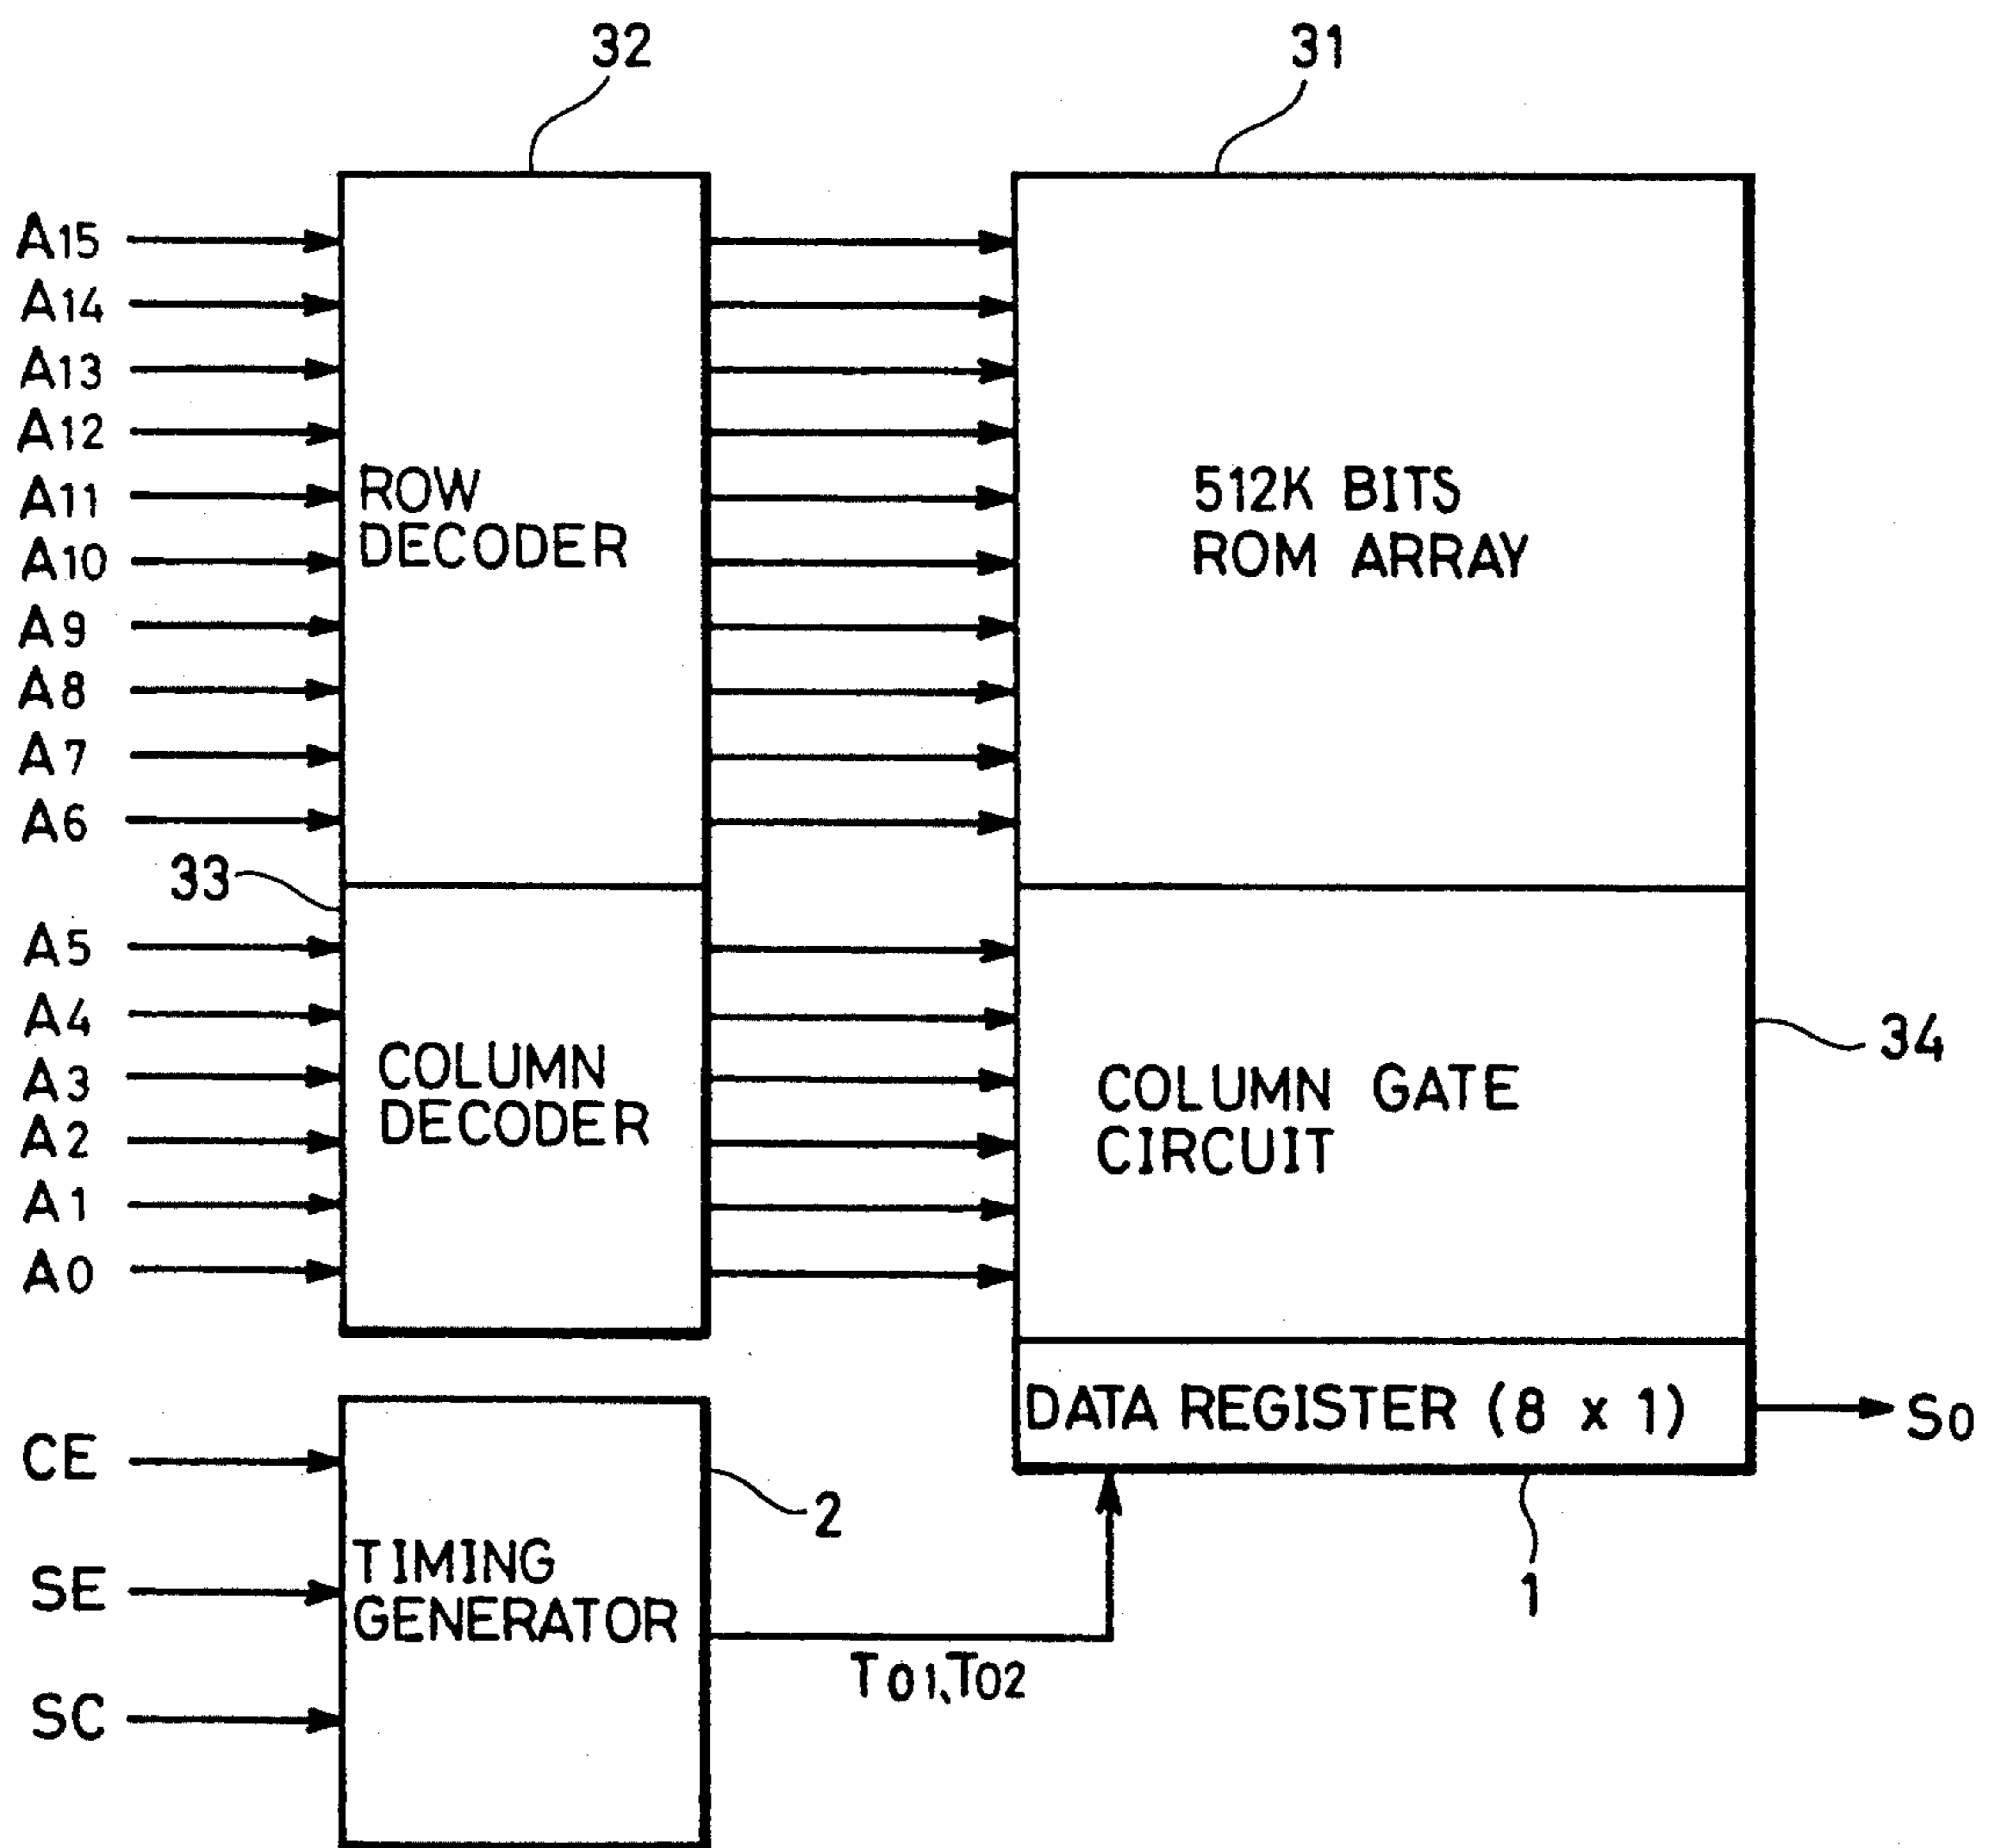 32
31
A15
A14
A13
A12
A11
A10
A9
A8
A7
A6
ROW
DECODER
512K BITS
ROM ARRAY
33
A5
A4
A3
A2
A1
A0
COLUMN
DECODER
COLUMN GATE
CIRCUIT
34
DATA REGISTER (8 x 1)
S0
CE
SE
SC
TIMING
GENERATOR
2
1
T01,T02